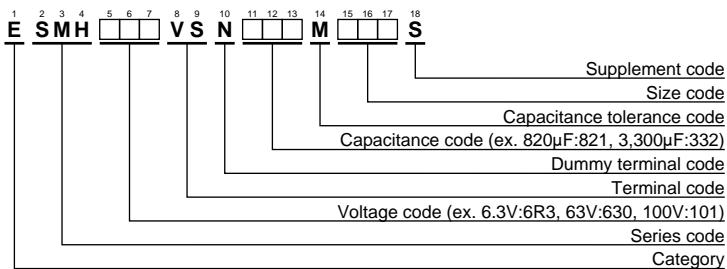 1 2 3 4 5 6 7 8 9 10 11 12 13 14 15 16 17 18
E SMH VS N M S
Supplement code
Size code
Capacitance tolerance code
Capacitance code (ex. 820μF:821, 3,300μF:332)
Dummy terminal code
Terminal code
Voltage code (ex. 6.3V:6R3, 63V:630, 100V:101)
Series code
Category